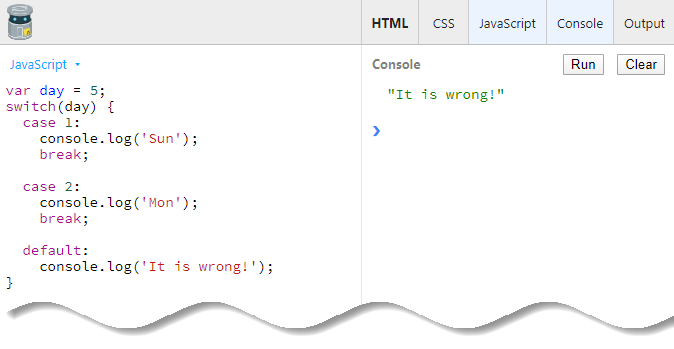 HTML CSS JavaScript Console Output
JavaScript
var day = 5;
switch(day) {
  case 1:
    console.log('Sun');
    break;

  case 2:
    console.log('Mon');
    break;

  default:
    console.log('It is wrong!');
}
Console Run Clear
"It is wrong!"